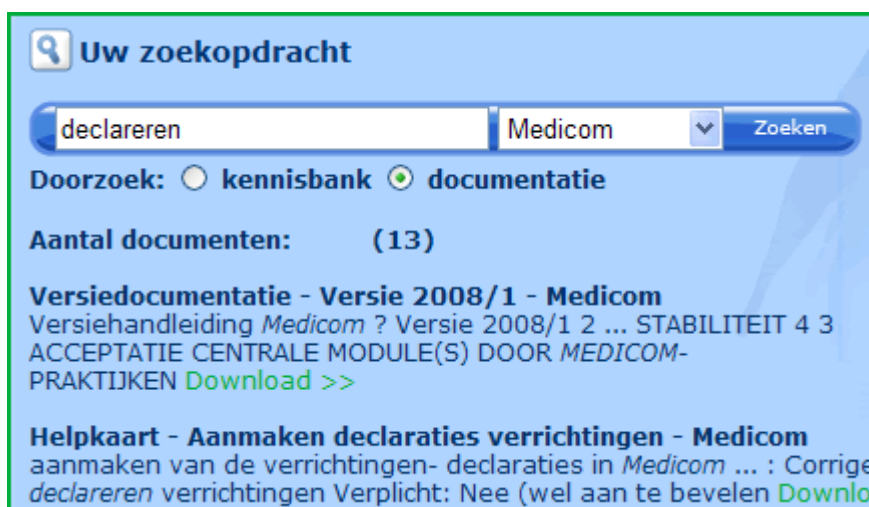 Uw zoekopdracht
declareren Medicom Zoeken
Doorzoek: kennisbank documentatie
Aantal documenten: (13)
Versiedocumentatie - Versie 2008/1 - Medicom
Versiehandleiding Medicom ? Versie 2008/1 2 ... STABILITEIT 4 3
ACCEPTATIE CENTRALE MODULE(S) DOOR MEDICOM-
PRAKTIJKEN Download >>
Helpkaart - Aanmaken declaraties verrichtingen - Medicom
aanmaken van de verrichtingen- declaraties in Medicom ... : Corrige
declareren verrichtingen Verplicht: Nee (wel aan te bevelen Downlo